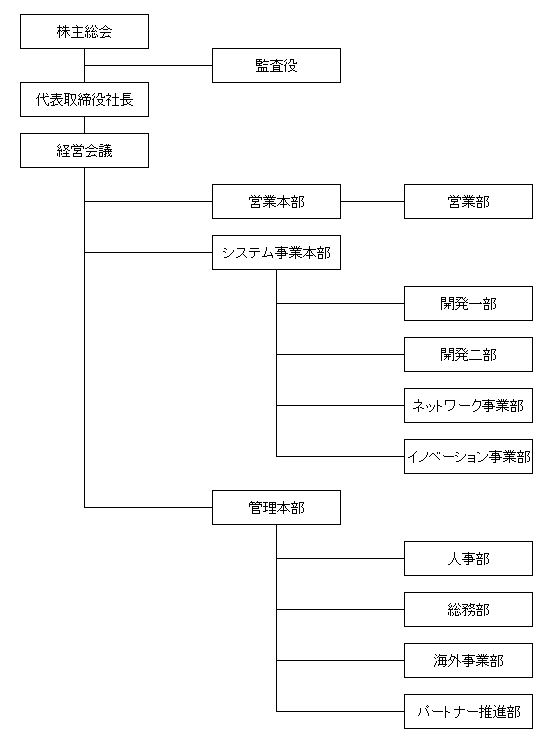 株主総会
監査役
代表取締役社長
経営会議
営業本部
営業部
システム事業本部
開発一部
開発二部
ネットワーク事業部
イノベーション事業部
管理本部
人事部
総務部
海外事業部
パートナー推進部